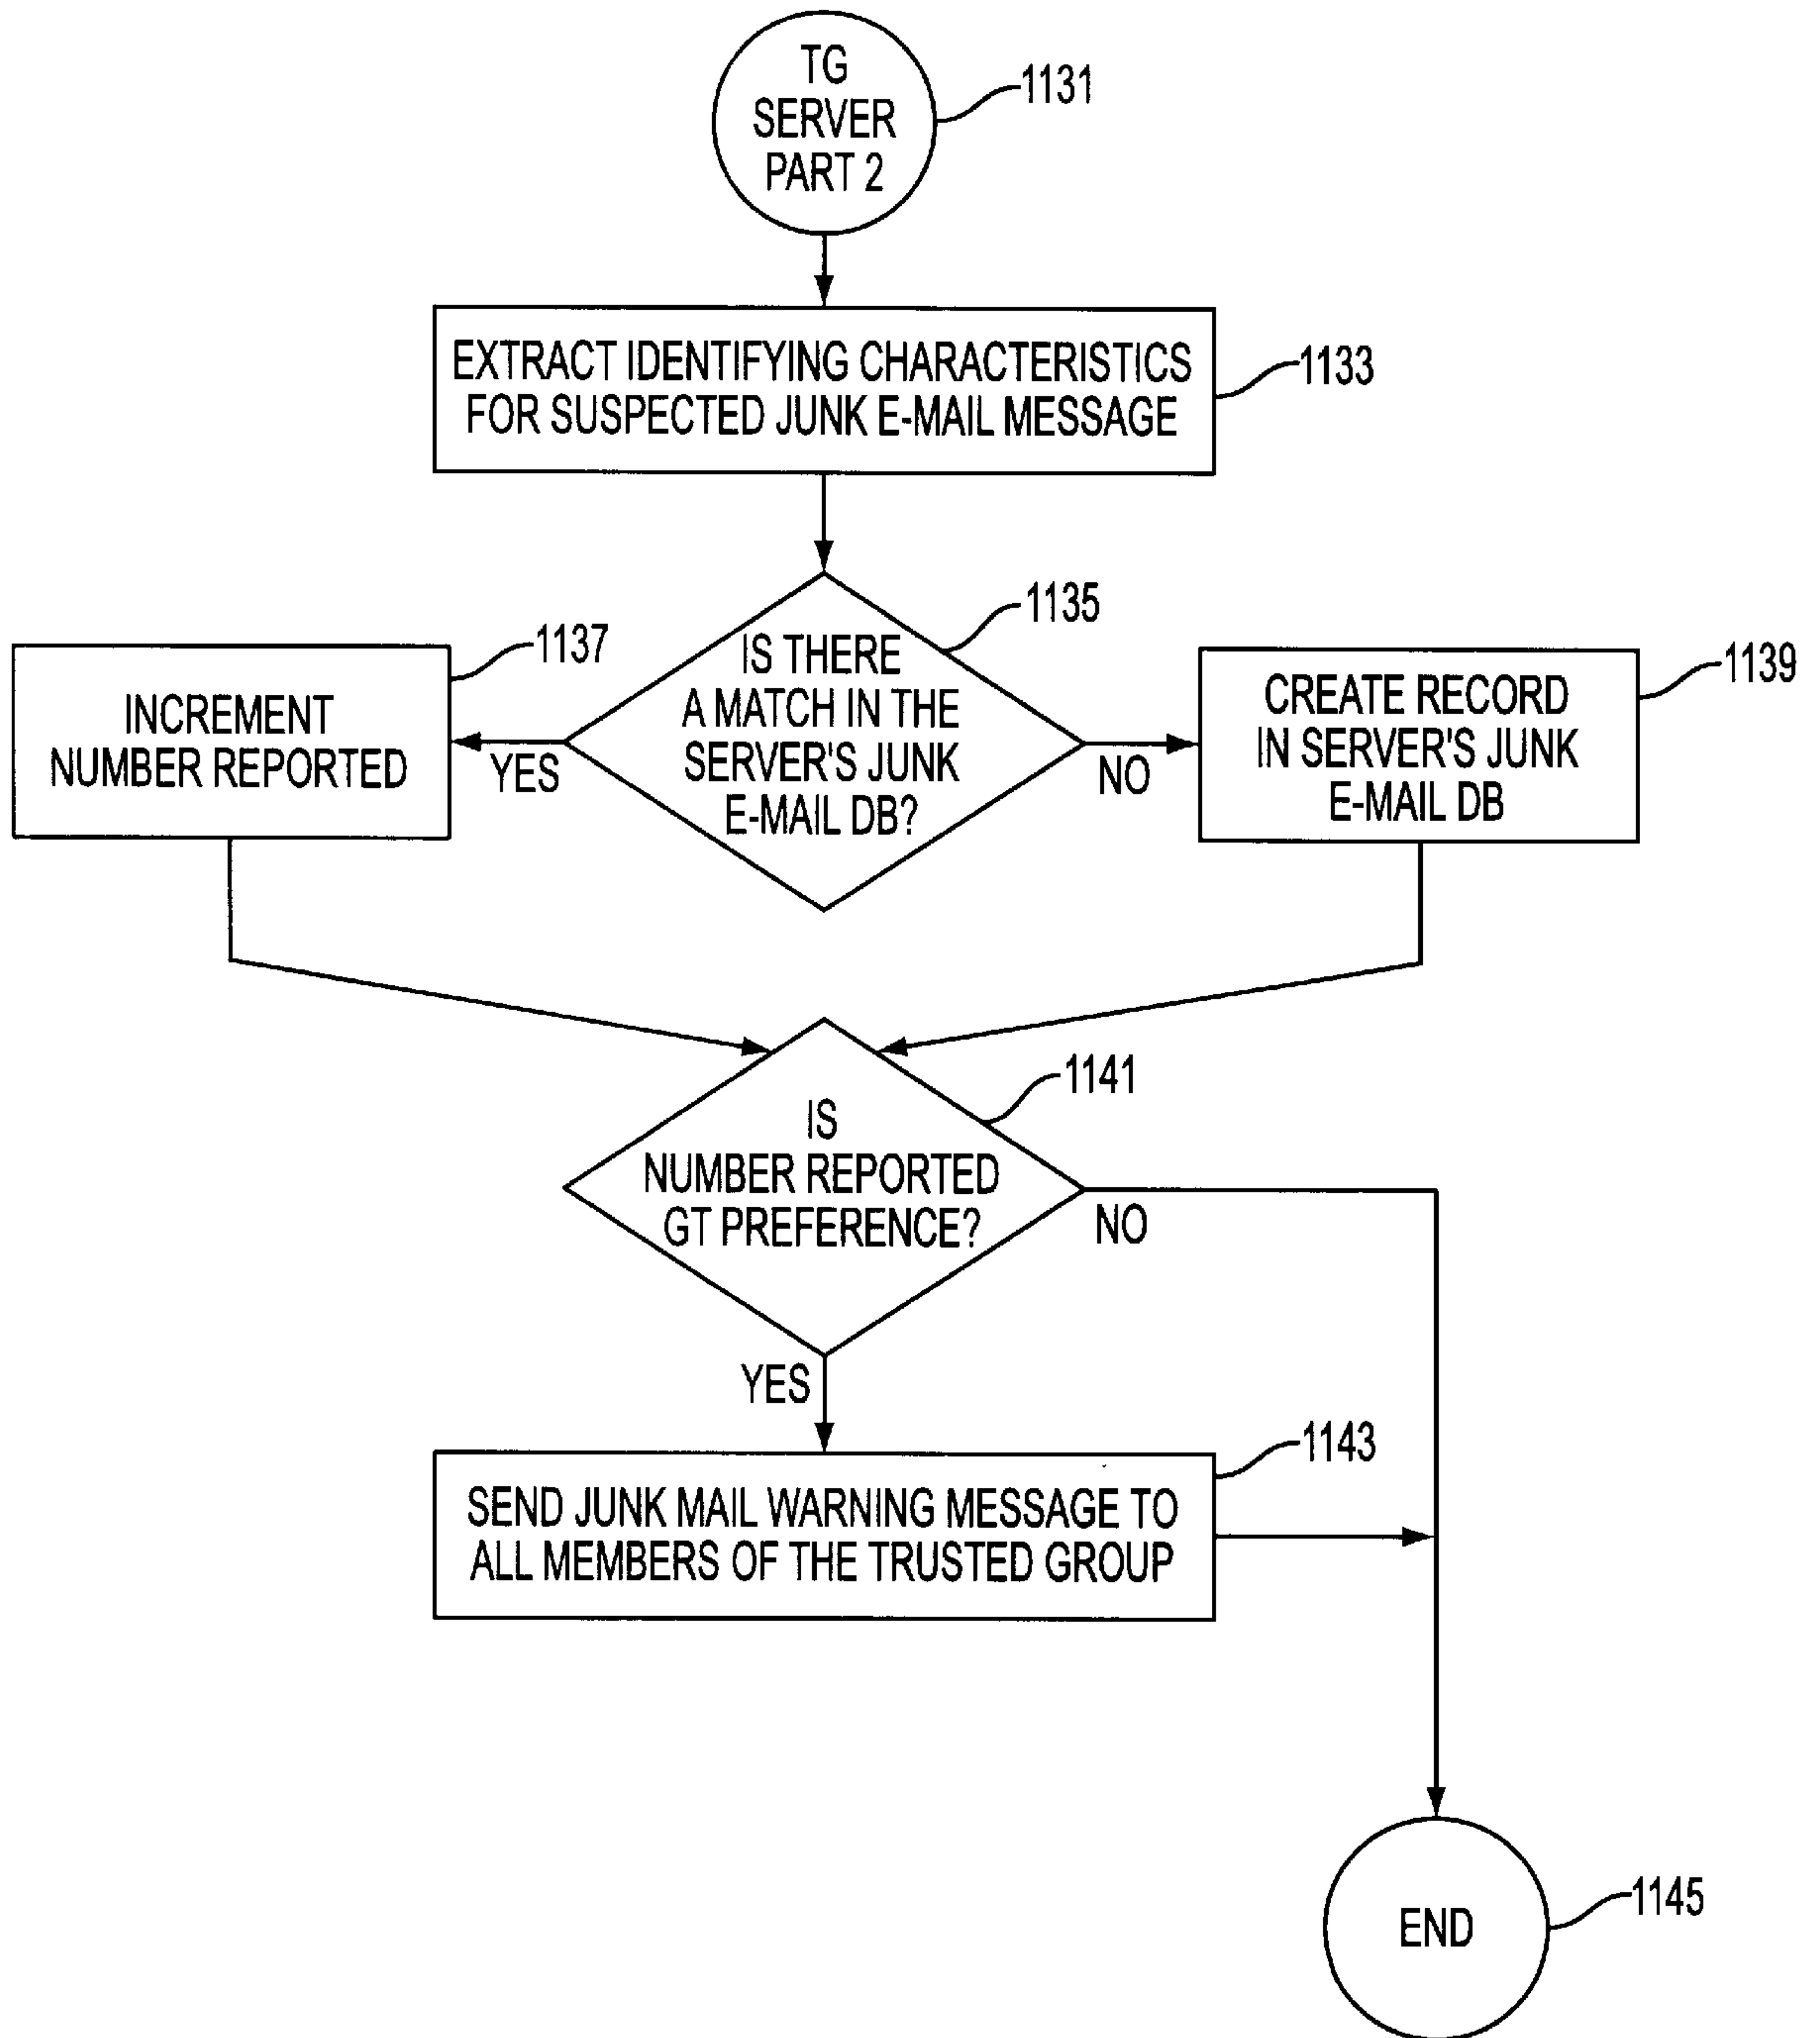 TG
SERVER
PART 2
1131
EXTRACT IDENTIFYING CHARACTERISTICS
FOR SUSPECTED JUNK E-MAIL MESSAGE
1133
IS THERE
A MATCH IN THE
SERVER'S JUNK
E-MAIL DB?
1135
YES
NO
INCREMENT
NUMBER REPORTED
1137
CREATE RECORD
IN SERVER'S JUNK
E-MAIL DB
1139
IS
NUMBER REPORTED
GT PREFERENCE?
1141
NO
YES
SEND JUNK MAIL WARNING MESSAGE TO
ALL MEMBERS OF THE TRUSTED GROUP
1143
END
1145